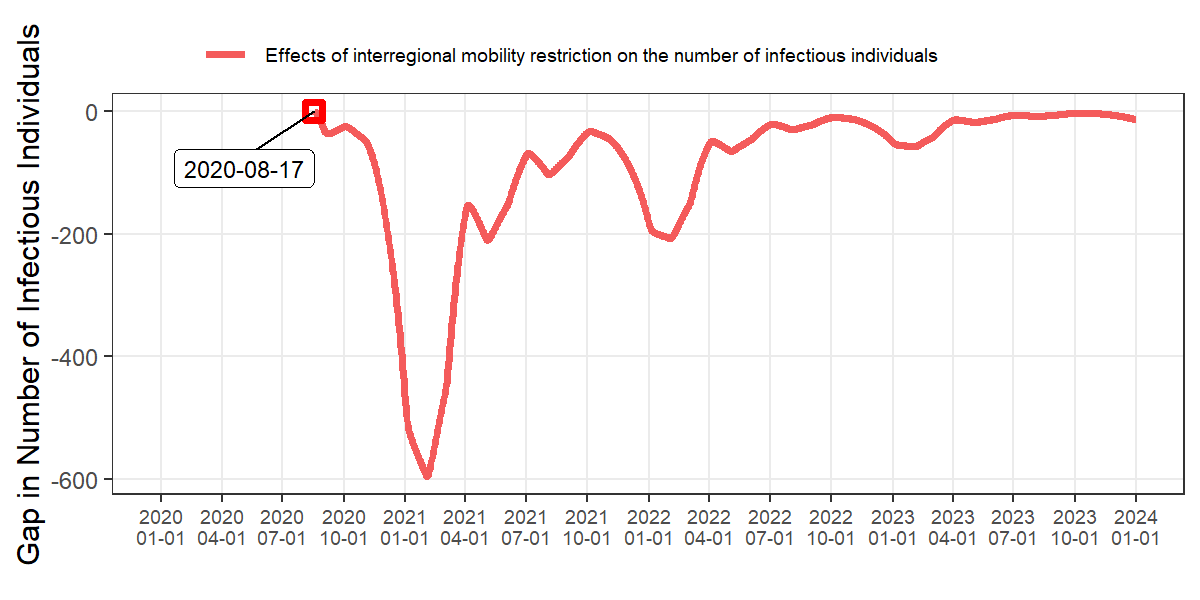 Effects of interregional mobility restriction on the number of infectious individuals
Gap in Number of Infectious Individuals
0
-200
-400
-600
2020-08-17
2020 2020 2020 2020 2021 2021 2021 2021 2022 2022 2022 2022 2023 2023 2023 2023 2024
01-01 04-01 07-01 10-01 01-01 04-01 07-01 10-01 01-01 04-01 07-01 10-01 01-01 04-01 07-01 10-01 01-01